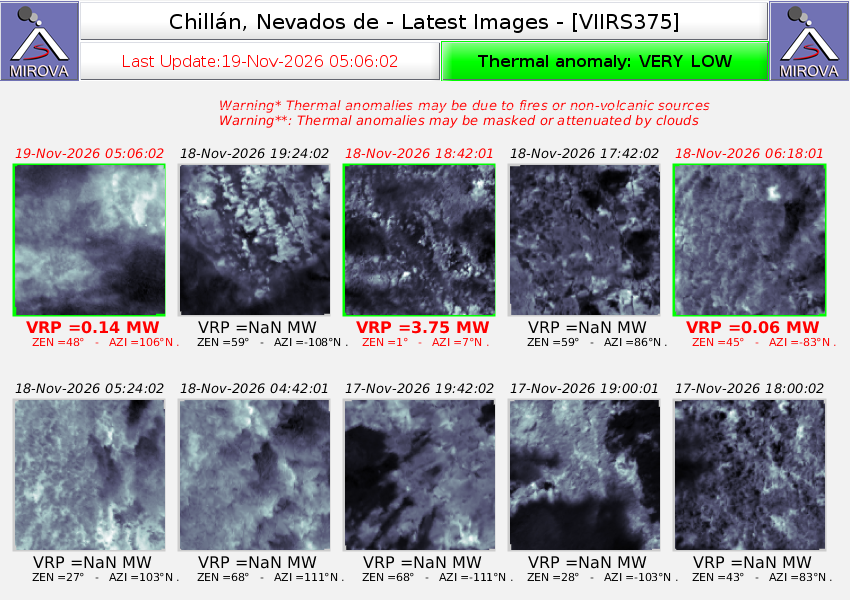 Chillán, Nevados de - Latest Images - [VIIRS375]
MIROVA
Last Update:19-Nov-2026 05:06:02
Thermal anomaly: VERY LOW
MIROVA
Warning* Thermal anomalies may be due to fires or non-volcanic sources
Warning**: Thermal anomalies may be masked or attenuated by clouds
19-Nov-2026 05:06:02
18-Nov-2026 19:24:02
18-Nov-2026 18:42:01
18-Nov-2026 17:42:02
18-Nov-2026 06:18:01
VRP =0.14 MW
VRP =NaN MW
VRP =3.75 MW
VRP =NaN MW
VRP =0.06 MW
ZEN =48° - AZI =106°N .
ZEN =59° - AZI =-108°N .
ZEN =1° - AZI =7°N .
ZEN =59° - AZI =86°N .
ZEN =45° - AZI =-83°N .
18-Nov-2026 05:24:02
18-Nov-2026 04:42:01
17-Nov-2026 19:42:02
17-Nov-2026 19:00:01
17-Nov-2026 18:00:02
VRP =NaN MW
VRP =NaN MW
VRP =NaN MW
VRP =NaN MW
VRP =NaN MW
ZEN =27° - AZI =103°N .
ZEN =68° - AZI =111°N .
ZEN =68° - AZI =-111°N .
ZEN =28° - AZI =-103°N .
ZEN =43° - AZI =83°N .